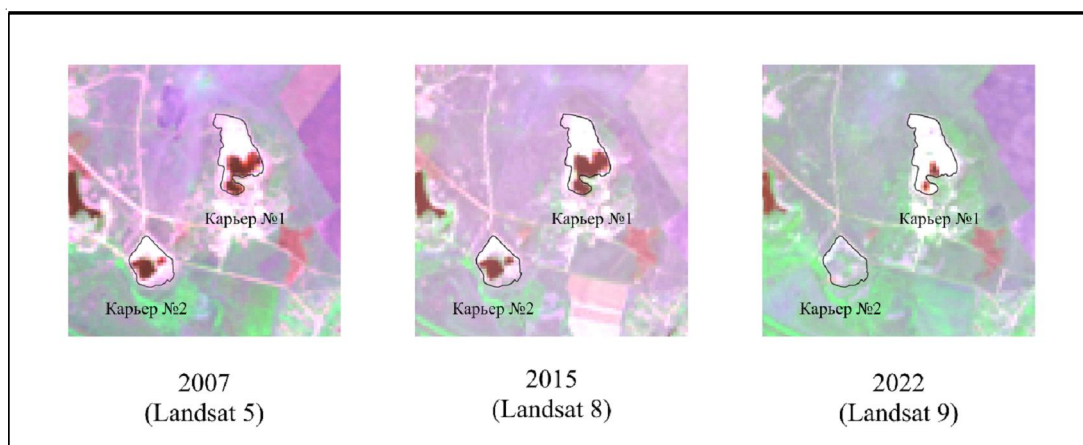 Карьер №1
Карьер №2
2007
(Landsat 5)
Карьер №1
Карьер №2
2015
(Landsat 8)
Карьер №1
Карьер №2
2022
(Landsat 9)